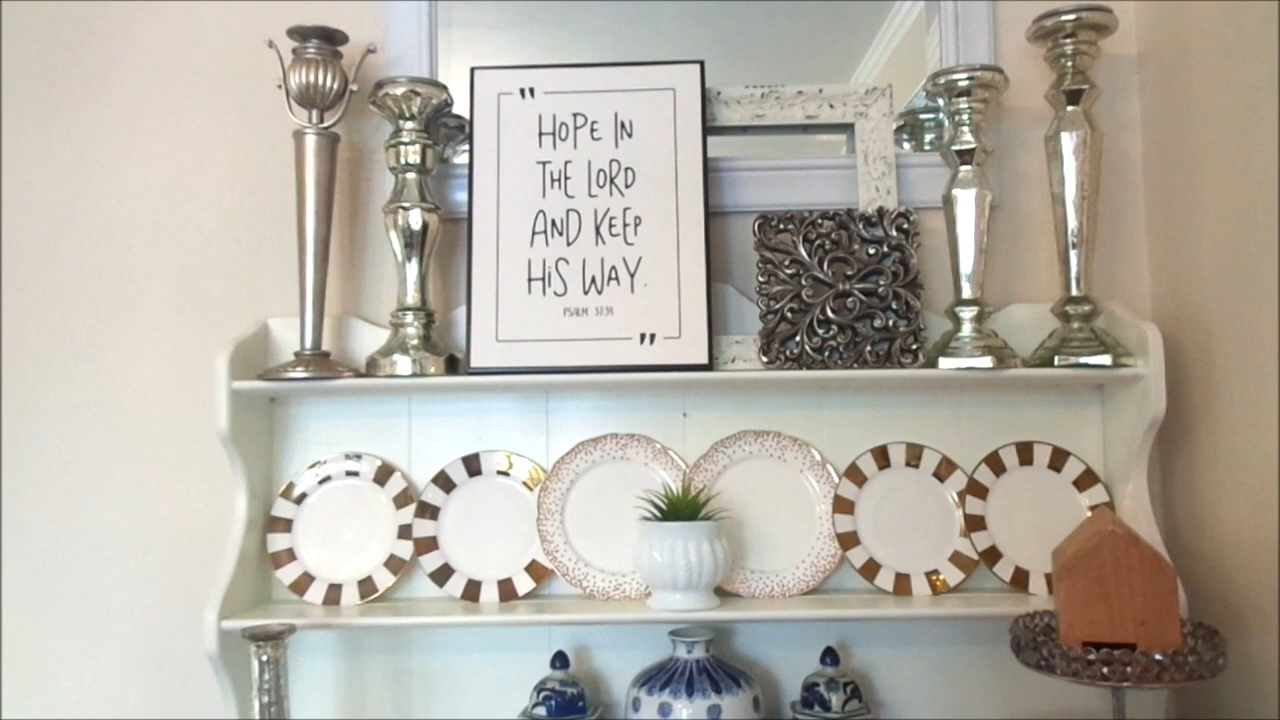 "
HOPE IN
THE LORD
AND KEEP
HIS WAY.
PSALM 37:34
"